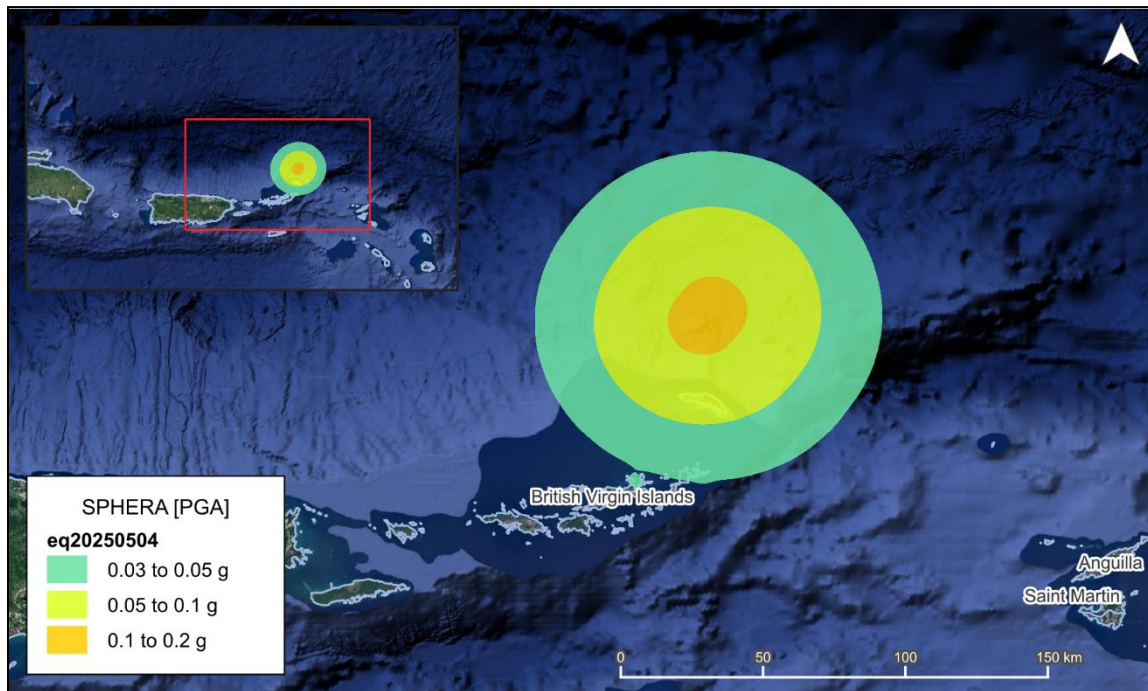 British Virgin Islands
Anguilla
Saint Martin
SPHERA [PGA]
eq20250504
0.03 to 0.05 g
0.05 to 0.1 g
0.1 to 0.2 g
0 50 100 150 km